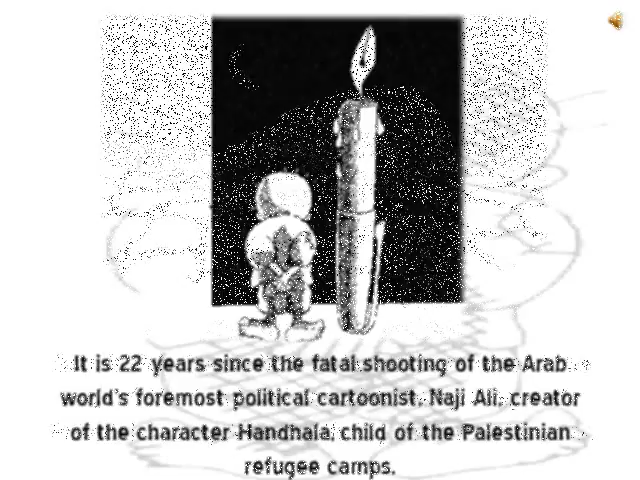 It is 22 years since the fatal shooting of the Arab
world's foremost political cartoonist, Naji Ali, creator
of the character Handhala, child of the Palestinian
refugee camps.